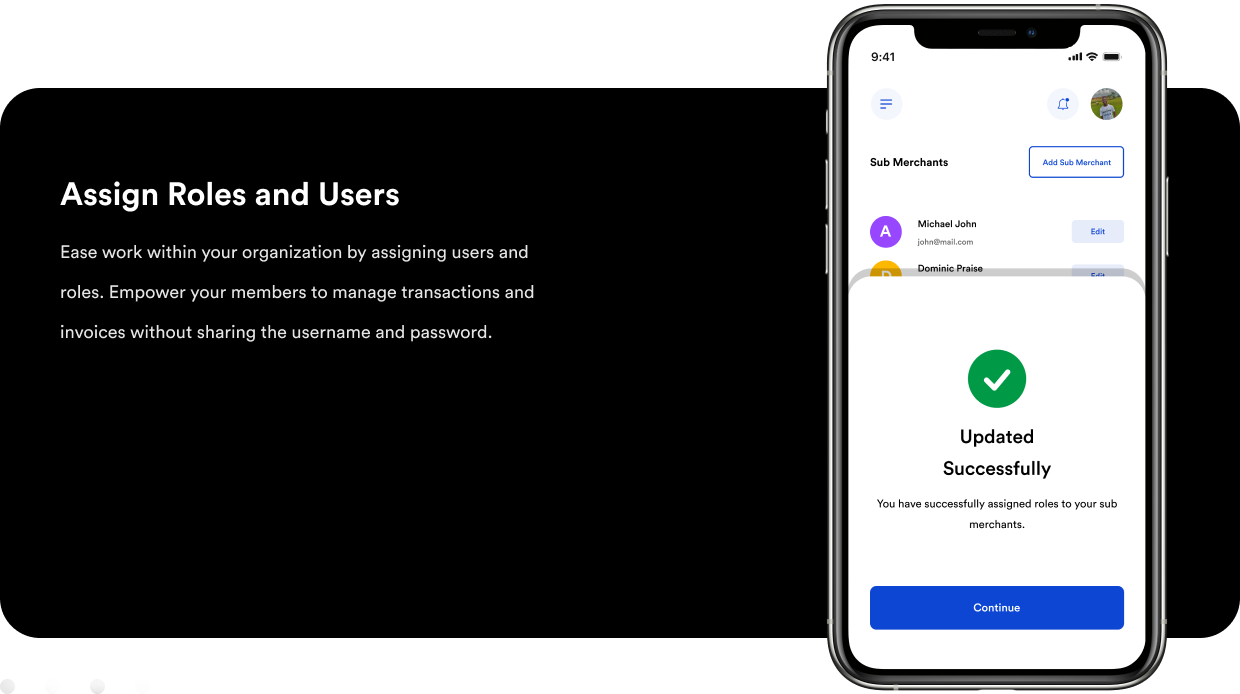 Assign Roles and Users
Ease work within your organization by assigning users and
roles. Empower your members to manage transactions and
invoices without sharing the username and password.
9:41
Sub Merchants
Add Sub Merchant
A
Michael John
john@mail.com
Edit
D
Dominic Praise
Edit
Updated
Successfully
You have successfully assigned roles to your sub
merchants.
Continue